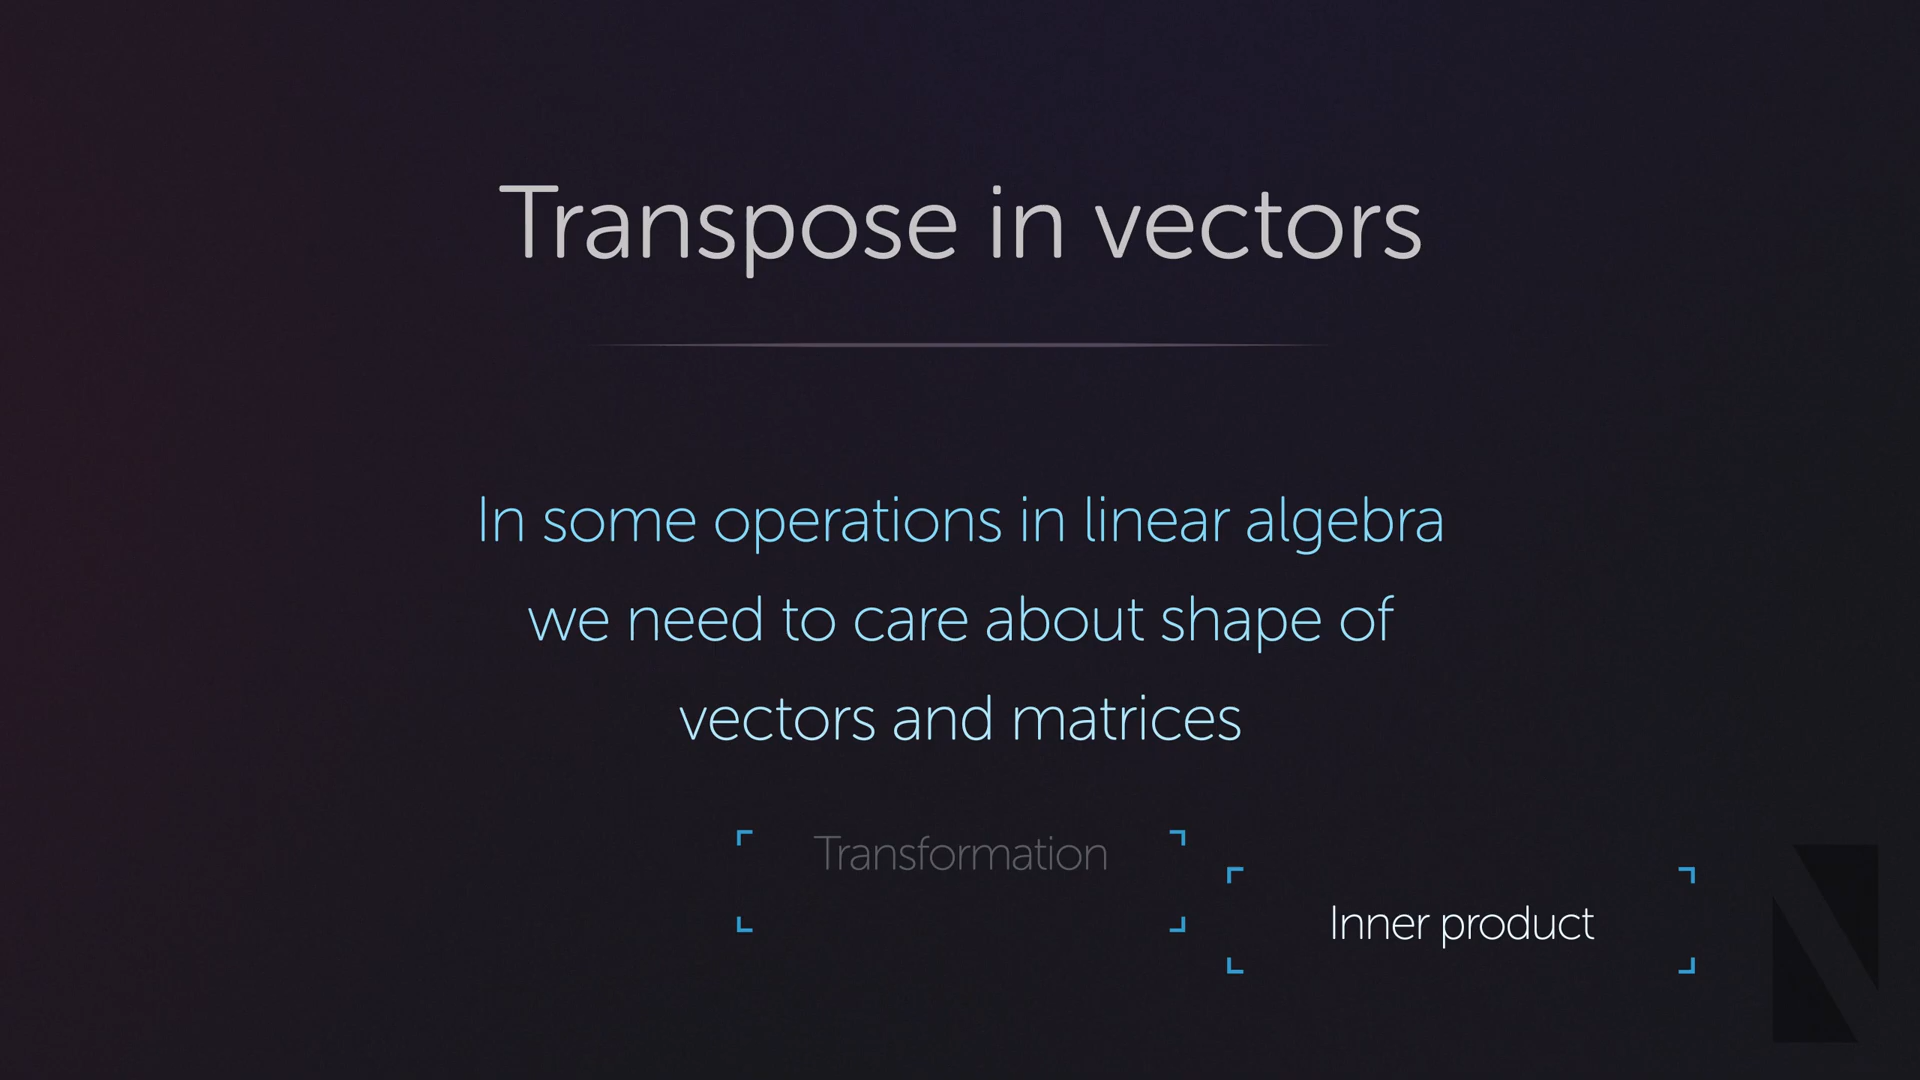 Transpose in vectors
In some operations in linear algebra
we need to care about shape of
vectors and matrices
Transformation
Inner product